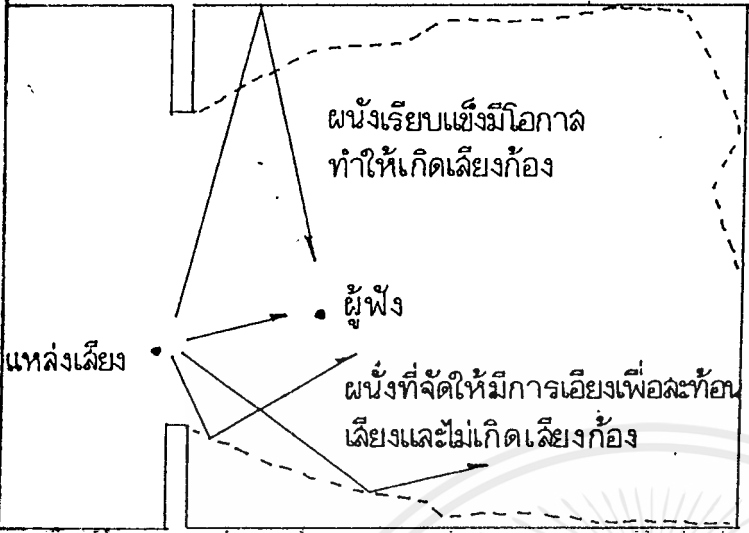 ผนังเรียบแข็งมีโอกาส
ทำให้เกิดเสียงก้อง
ผู้ฟัง
แหล่งเสียง
ผนังที่จัดให้มีการเอียงเพื่อสะท้อน
เสียงและไม่เกิดเสียงก้อง